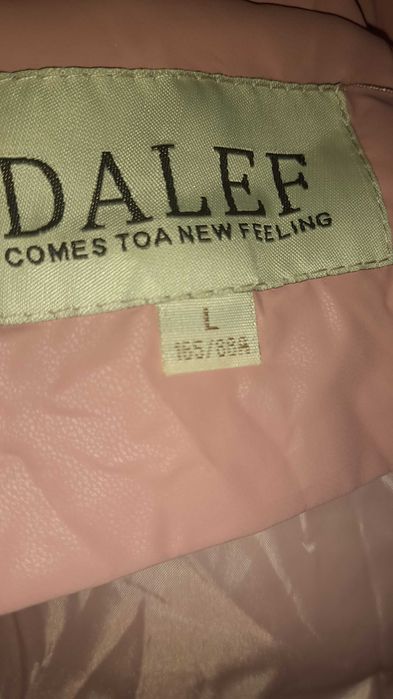 DALEF
COMES TOA NEW FEELING
L
165/88A